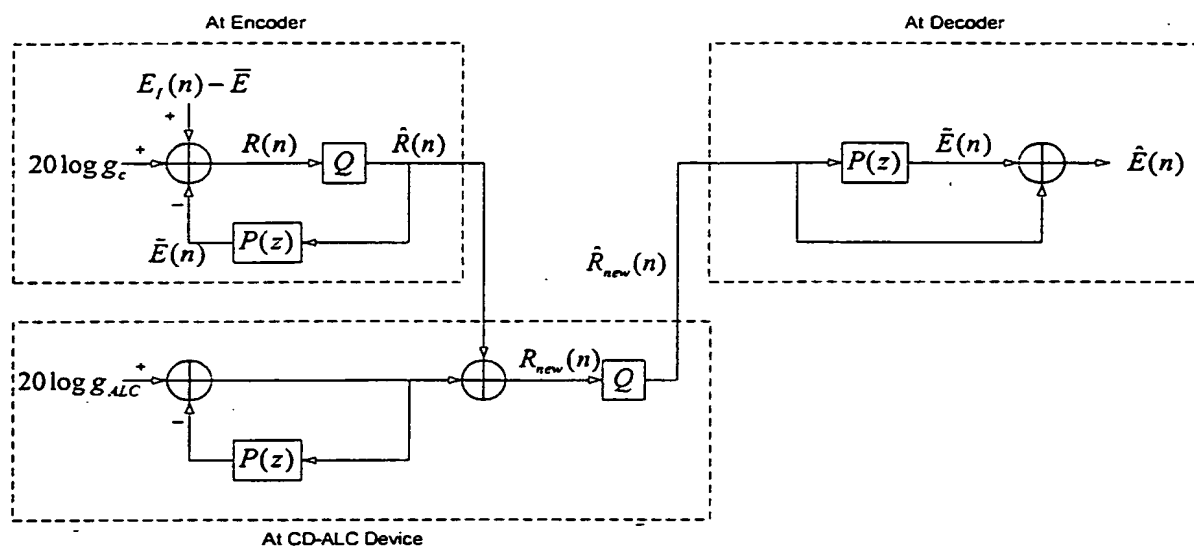 At Encoder
At Decoder
E_I(n) − Ē
+
20 log g_c
+
R(n)
Q
R̂(n)
−
P(z)
Ẽ(n)
P(z)
Ẽ(n)
Ê(n)
R̂_new(n)
20 log g_ALC
+
−
P(z)
R_new(n)
Q
At CD-ALC Device